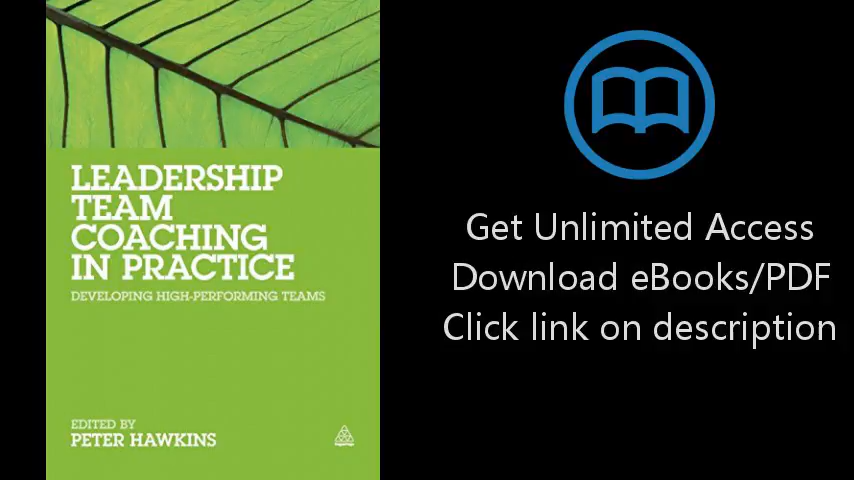 LEADERSHIP
TEAM
COACHING
IN PRACTICE
DEVELOPING HIGH-PERFORMING TEAMS
EDITED BY
PETER HAWKINS
Get Unlimited Access
Download eBooks/PDF
Click link on description